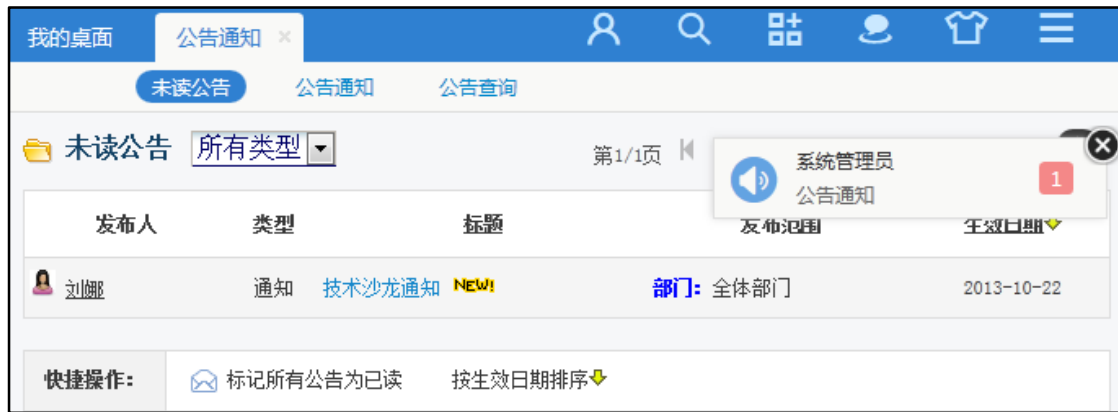 我的桌面 公告通知 ×
未读公告 公告通知 公告查询
未读公告 所有类型 第1/1页
系统管理员
公告通知 1
发布人 类型 标题 发布范围 生效日期
刘娜 通知 技术沙龙通知 NEW! 部门：全体部门 2013-10-22
快捷操作： 标记所有公告为已读 按生效日期排序